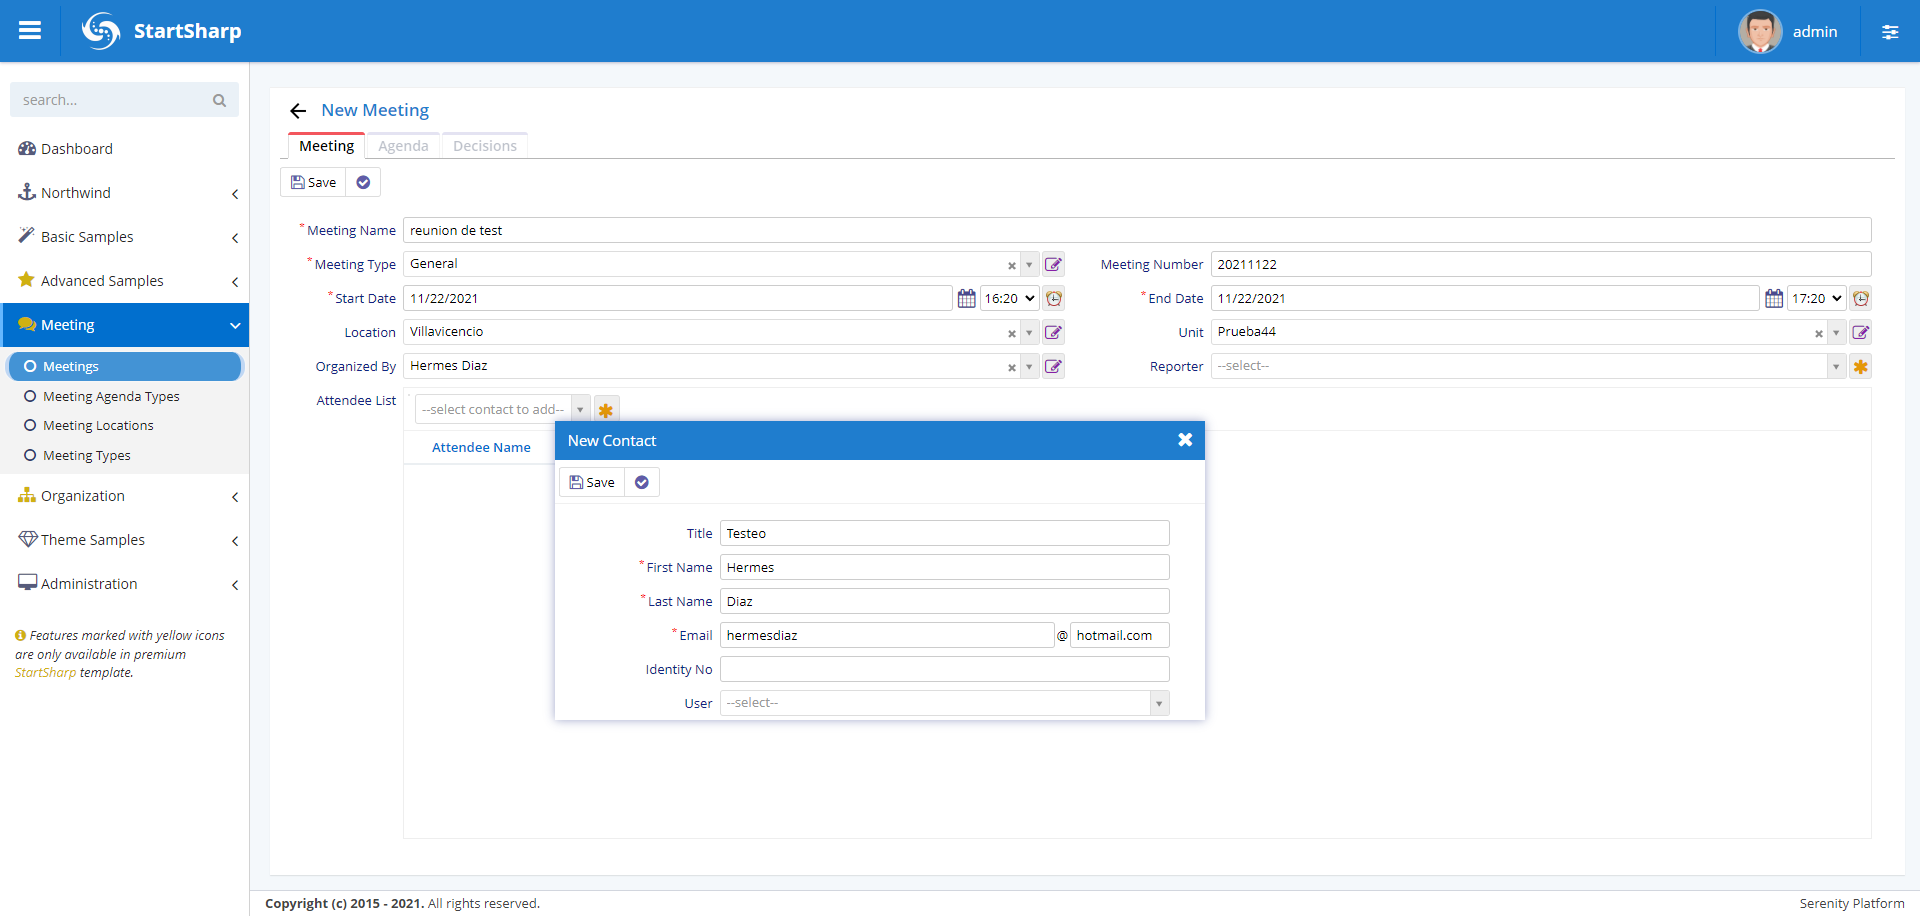 StartSharp
admin
search...
Dashboard
Northwind
Basic Samples
Advanced Samples
Meeting
Meetings
Meeting Agenda Types
Meeting Locations
Meeting Types
Organization
Theme Samples
Administration
Features marked with yellow icons
are only available in premium
StartSharp template.
New Meeting
Meeting Agenda Decisions
Save
* Meeting Name reunion de test
* Meeting Type General
Meeting Number 20211122
* Start Date 11/22/2021 16:20
* End Date 11/22/2021 17:20
Location Villavicencio
Unit Prueba44
Organized By Hermes Diaz
Reporter --select--
Attendee List --select contact to add--
Attendee Name
New Contact
Save
Title Testeo
* First Name Hermes
* Last Name Diaz
* Email hermesdiaz @ hotmail.com
Identity No
User --select--
Copyright (c) 2015 - 2021. All rights reserved.
Serenity Platform